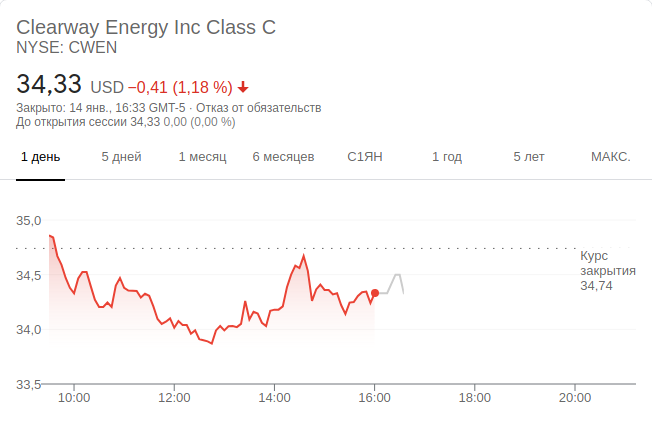 Clearway Energy Inc Class C
NYSE: CWEN
34,33 USD −0,41 (1,18 %)
Закрыто: 14 янв., 16:33 GMT-5 · Отказ от обязательств
До открытия сессии 34,33 0,00 (0,00 %)
1 день 5 дней 1 месяц 6 месяцев С1ЯН 1 год 5 лет МАКС.
35,0
Курс
закрытия
34,74
34,5
34,0
33,5
10:00 12:00 14:00 16:00 18:00 20:00